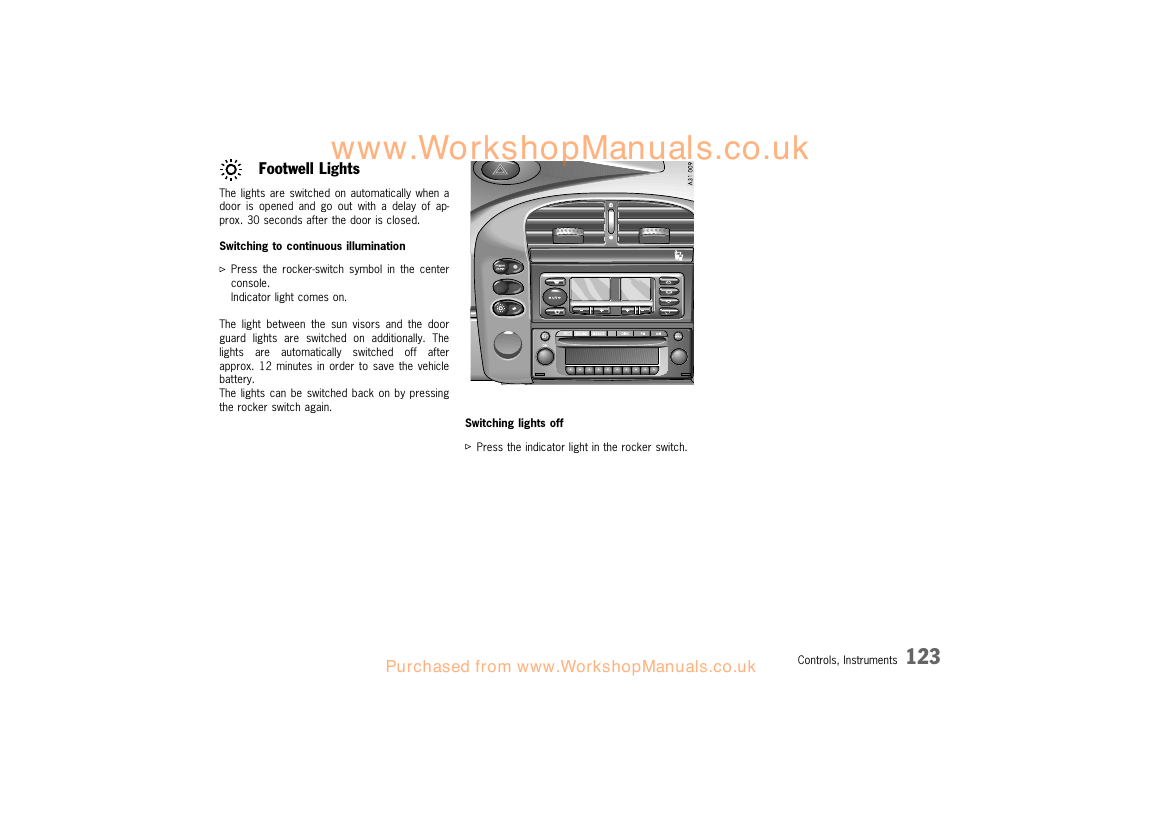 www.WorkshopManuals.co.uk
Footwell Lights
The lights are switched on automatically when a
door is opened and go out with a delay of ap-
prox. 30 seconds after the door is closed.
Switching to continuous illumination
Press the rocker-switch symbol in the center
console.
Indicator light comes on.
The light between the sun visors and the door
guard lights are switched on additionally. The
lights are automatically switched off after
approx. 12 minutes in order to save the vehicle
battery.
The lights can be switched back on by pressing
the rocker switch again.
A31 009
Switching lights off
Press the indicator light in the rocker switch.
Controls, Instruments 123
Purchased from www.WorkshopManuals.co.uk